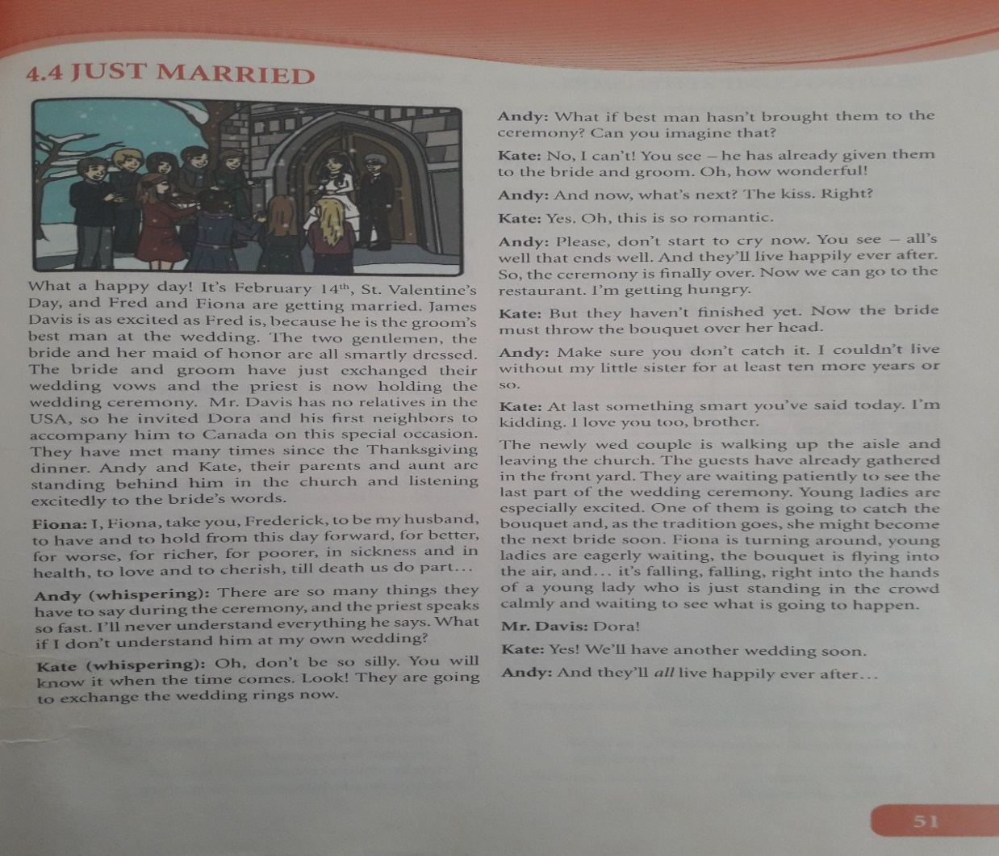 4.4 JUST MARRIED
What a happy day! It's February 14th, St. Valentine's
Day, and Fred and Fiona are getting married. James
Davis is as excited as Fred is, because he is the groom's
best man at the wedding. The two gentlemen, the
bride and her maid of honor are all smartly dressed.
The bride and groom have just exchanged their
wedding vows and the priest is now holding the
wedding ceremony. Mr. Davis has no relatives in the
USA, so he invited Dora and his first neighbors to
accompany him to Canada on this special occasion.
They have met many times since the Thanksgiving
dinner. Andy and Kate, their parents and aunt are
standing behind him in the church and listening
excitedly to the bride's words.
Fiona: I, Fiona, take you, Frederick, to be my husband,
to have and to hold from this day forward, for better,
for worse, for richer, for poorer, in sickness and in
health, to love and to cherish, till death us do part...
Andy (whispering): There are so many things they
have to say during the ceremony, and the priest speaks
so fast. I'll never understand everything he says. What
if I don't understand him at my own wedding?
Kate (whispering): Oh, don't be so silly. You will
know it when the time comes. Look! They are going
to exchange the wedding rings now.
Andy: What if best man hasn't brought them to the
ceremony? Can you imagine that?
Kate: No, I can't! You see – he has already given them
to the bride and groom. Oh, how wonderful!
Andy: And now, what's next? The kiss. Right?
Kate: Yes. Oh, this is so romantic.
Andy: Please, don't start to cry now. You see – all's
well that ends well. And they'll live happily ever after.
So, the ceremony is finally over. Now we can go to the
restaurant. I'm getting hungry.
Kate: But they haven't finished yet. Now the bride
must throw the bouquet over her head.
Andy: Make sure you don't catch it. I couldn't live
without my little sister for at least ten more years or
so.
Kate: At last something smart you've said today. I'm
kidding. I love you too, brother.
The newly wed couple is walking up the aisle and
leaving the church. The guests have already gathered
in the front yard. They are waiting patiently to see the
last part of the wedding ceremony. Young ladies are
especially excited. One of them is going to catch the
bouquet and, as the tradition goes, she might become
the next bride soon. Fiona is turning around, young
ladies are eagerly waiting, the bouquet is flying into
the air, and... it's falling, falling, right into the hands
of a young lady who is just standing in the crowd
calmly and waiting to see what is going to happen.
Mr. Davis: Dora!
Kate: Yes! We'll have another wedding soon.
Andy: And they'll all live happily ever after...
51